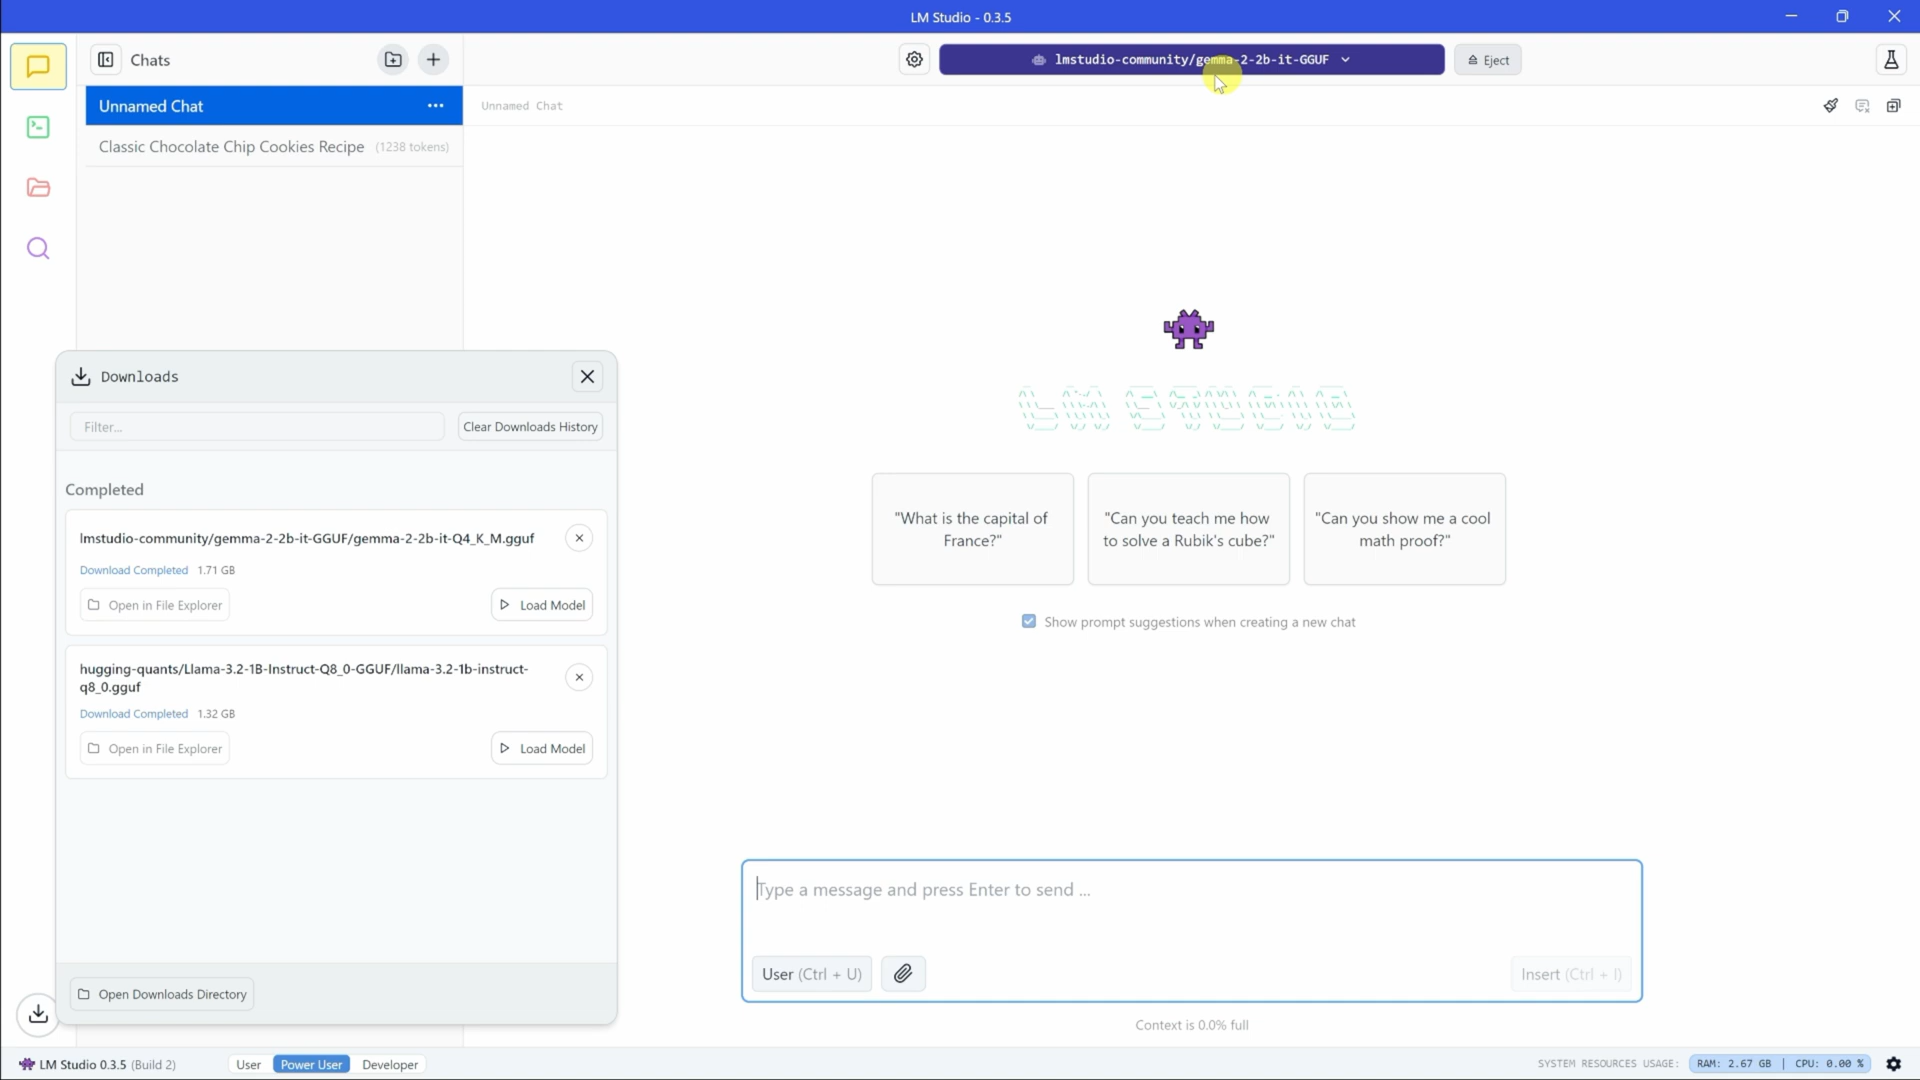 LM Studio - 0.3.5
Chats
lmstudio-community/gemma-2-2b-it-GGUF
Eject
Unnamed Chat
Unnamed Chat
Classic Chocolate Chip Cookies Recipe (1238 tokens)
LM STUDIO
Downloads
Filter...
Clear Downloads History
Completed
lmstudio-community/gemma-2-2b-it-GGUF/gemma-2-2b-it-Q4_K_M.gguf
Download Completed 1.71 GB
Open in File Explorer
Load Model
hugging-quants/Llama-3.2-1B-Instruct-Q8_0-GGUF/llama-3.2-1b-instruct-
q8_0.gguf
Download Completed 1.32 GB
Open in File Explorer
Load Model
Open Downloads Directory
"What is the capital of
France?"
"Can you teach me how
to solve a Rubik's cube?"
"Can you show me a cool
math proof?"
Show prompt suggestions when creating a new chat
Type a message and press Enter to send ...
User (Ctrl + U)
Insert (Ctrl + I)
Context is 0.0% full
LM Studio 0.3.5 (Build 2)
User
Power User
Developer
SYSTEM RESOURCES USAGE:
RAM: 2.67 GB | CPU: 0.00 %